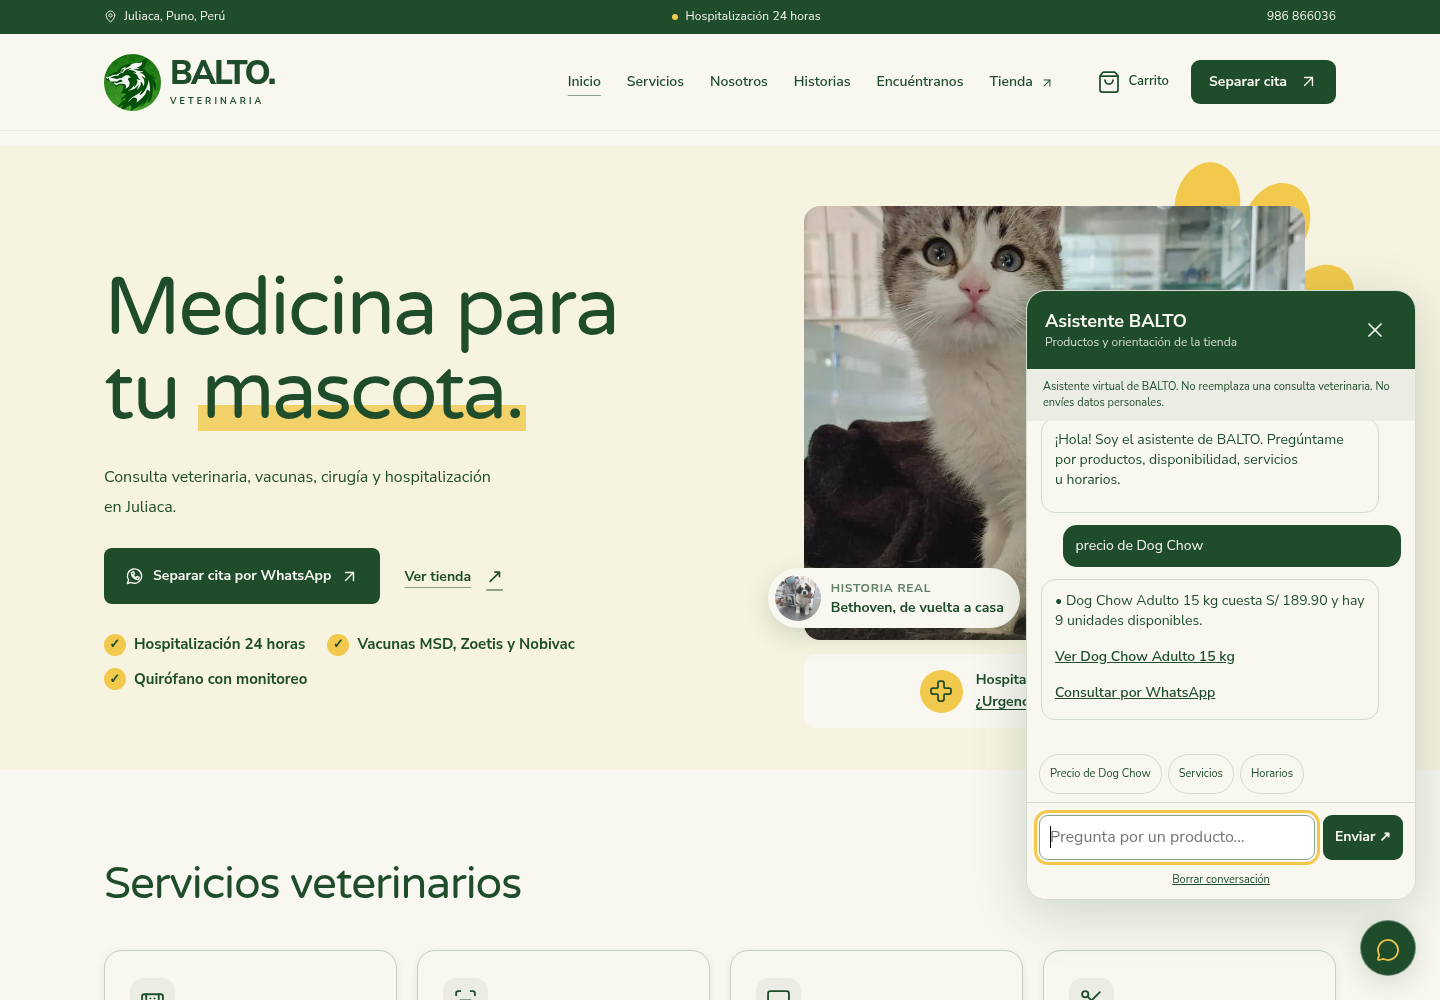 Juliaca, Puno, Perú
Hospitalización 24 horas
986 866036
BALTO.
VETERINARIA
Inicio
Servicios
Nosotros
Historias
Encuéntranos
Tienda ↗
Carrito
Separar cita ↗
Medicina para
tu mascota.
Consulta veterinaria, vacunas, cirugía y hospitalización
en Juliaca.
Separar cita por WhatsApp ↗
Ver tienda ↗
✓ Hospitalización 24 horas
✓ Vacunas MSD, Zoetis y Nobivac
✓ Quirófano con monitoreo
HISTORIA REAL
Bethoven, de vuelta a casa
Asistente BALTO
Productos y orientación de la tienda
Asistente virtual de BALTO. No reemplaza una consulta veterinaria. No
envíes datos personales.
¡Hola! Soy el asistente de BALTO. Pregúntame
por productos, disponibilidad, servicios
u horarios.
precio de Dog Chow
• Dog Chow Adulto 15 kg cuesta S/ 189.90 y hay
9 unidades disponibles.
Ver Dog Chow Adulto 15 kg
Consultar por WhatsApp
Precio de Dog Chow
Servicios
Horarios
Pregunta por un producto...
Enviar ↗
Borrar conversación
Servicios veterinarios